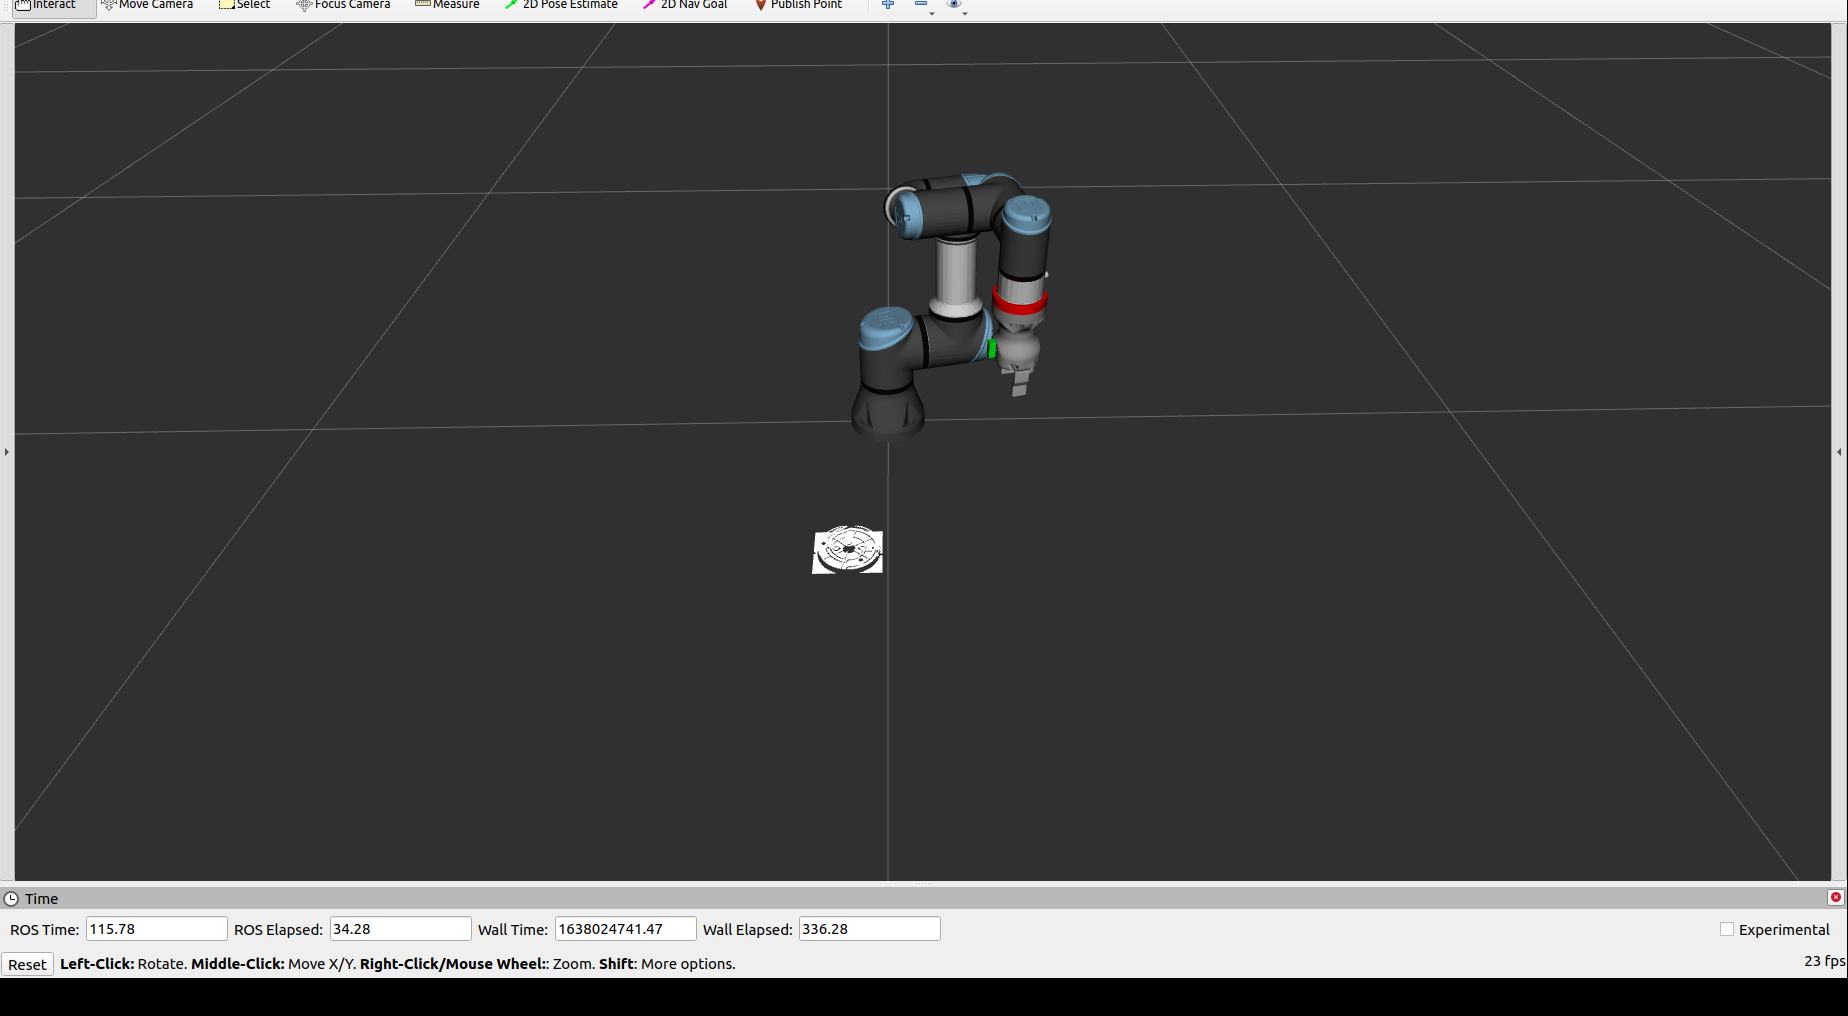 Interact Move Camera Select Focus Camera Measure 2D Pose Estimate 2D Nav Goal Publish Point
Time
ROS Time: 115.78 ROS Elapsed: 34.28 Wall Time: 1638024741.47 Wall Elapsed: 336.28 Experimental
Reset Left-Click: Rotate. Middle-Click: Move X/Y. Right-Click/Mouse Wheel:: Zoom. Shift: More options. 23 fps